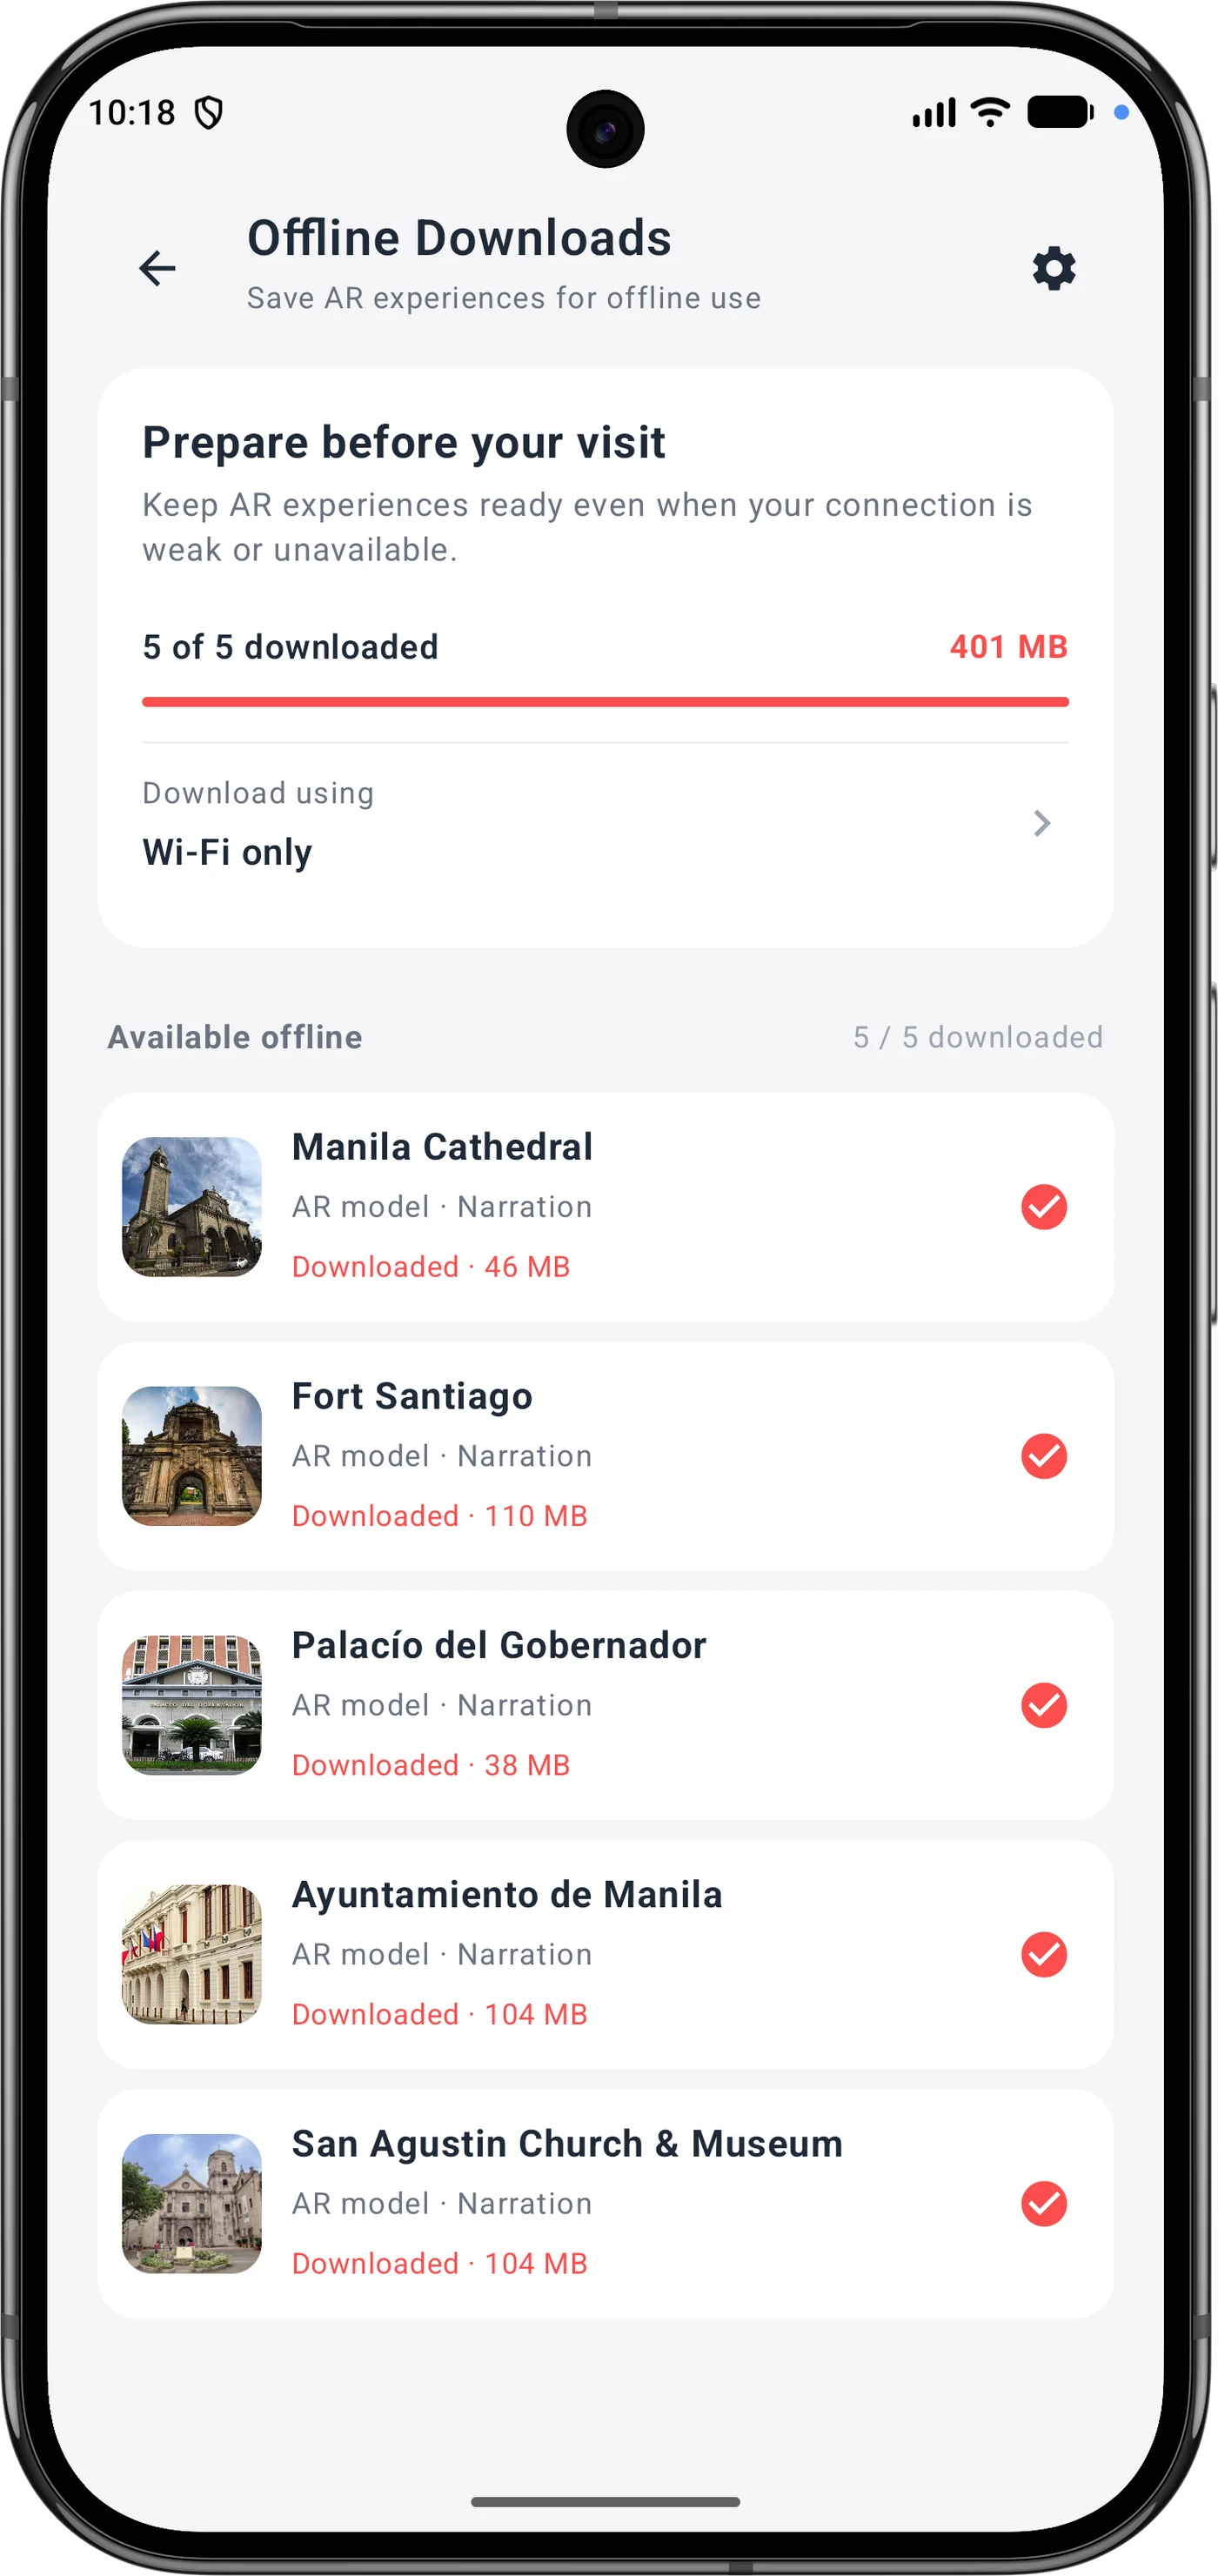 10:18
Offline Downloads
Save AR experiences for offline use
Prepare before your visit
Keep AR experiences ready even when your connection is
weak or unavailable.
5 of 5 downloaded
401 MB
Download using
Wi-Fi only
Available offline
5 / 5 downloaded
Manila Cathedral
AR model · Narration
Downloaded · 46 MB
Fort Santiago
AR model · Narration
Downloaded · 110 MB
Palacío del Gobernador
AR model · Narration
Downloaded · 38 MB
PALACIO DEL GOBERNADOR
Ayuntamiento de Manila
AR model · Narration
Downloaded · 104 MB
San Agustin Church & Museum
AR model · Narration
Downloaded · 104 MB